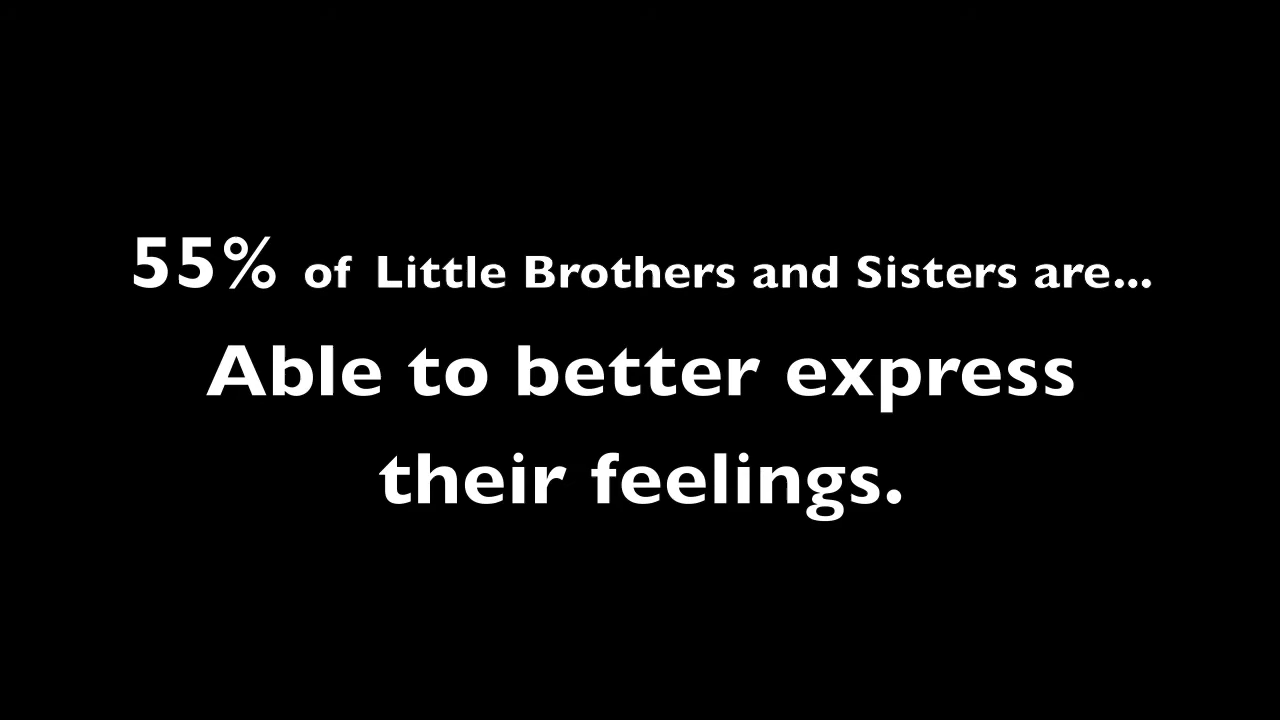 55% of Little Brothers and Sisters are...
Able to better express
their feelings.